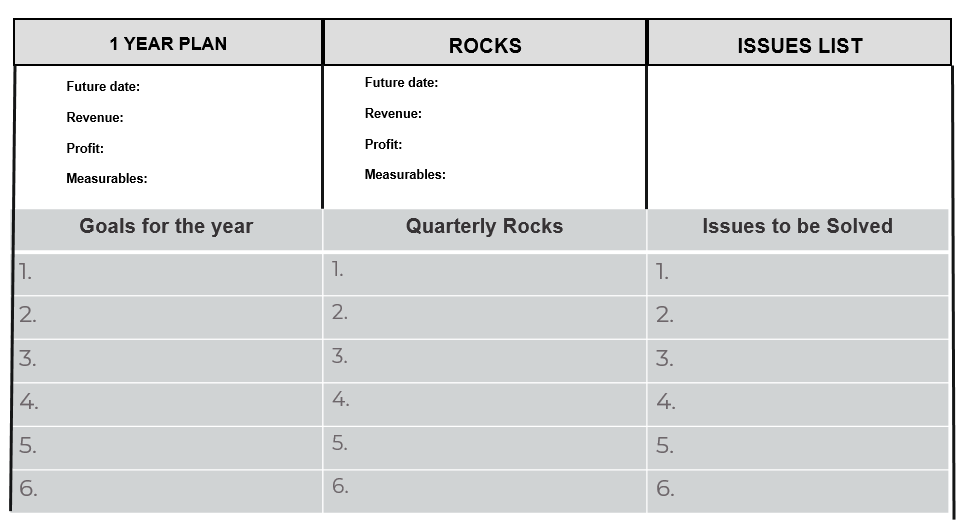 1 YEAR PLAN
ROCKS
ISSUES LIST
Future date:
Revenue:
Profit:
Measurables:
Future date:
Revenue:
Profit:
Measurables:
Goals for the year
Quarterly Rocks
Issues to be Solved
1.
1.
1.
2.
2.
2.
3.
3.
3.
4.
4.
4.
5.
5.
5.
6.
6.
6.